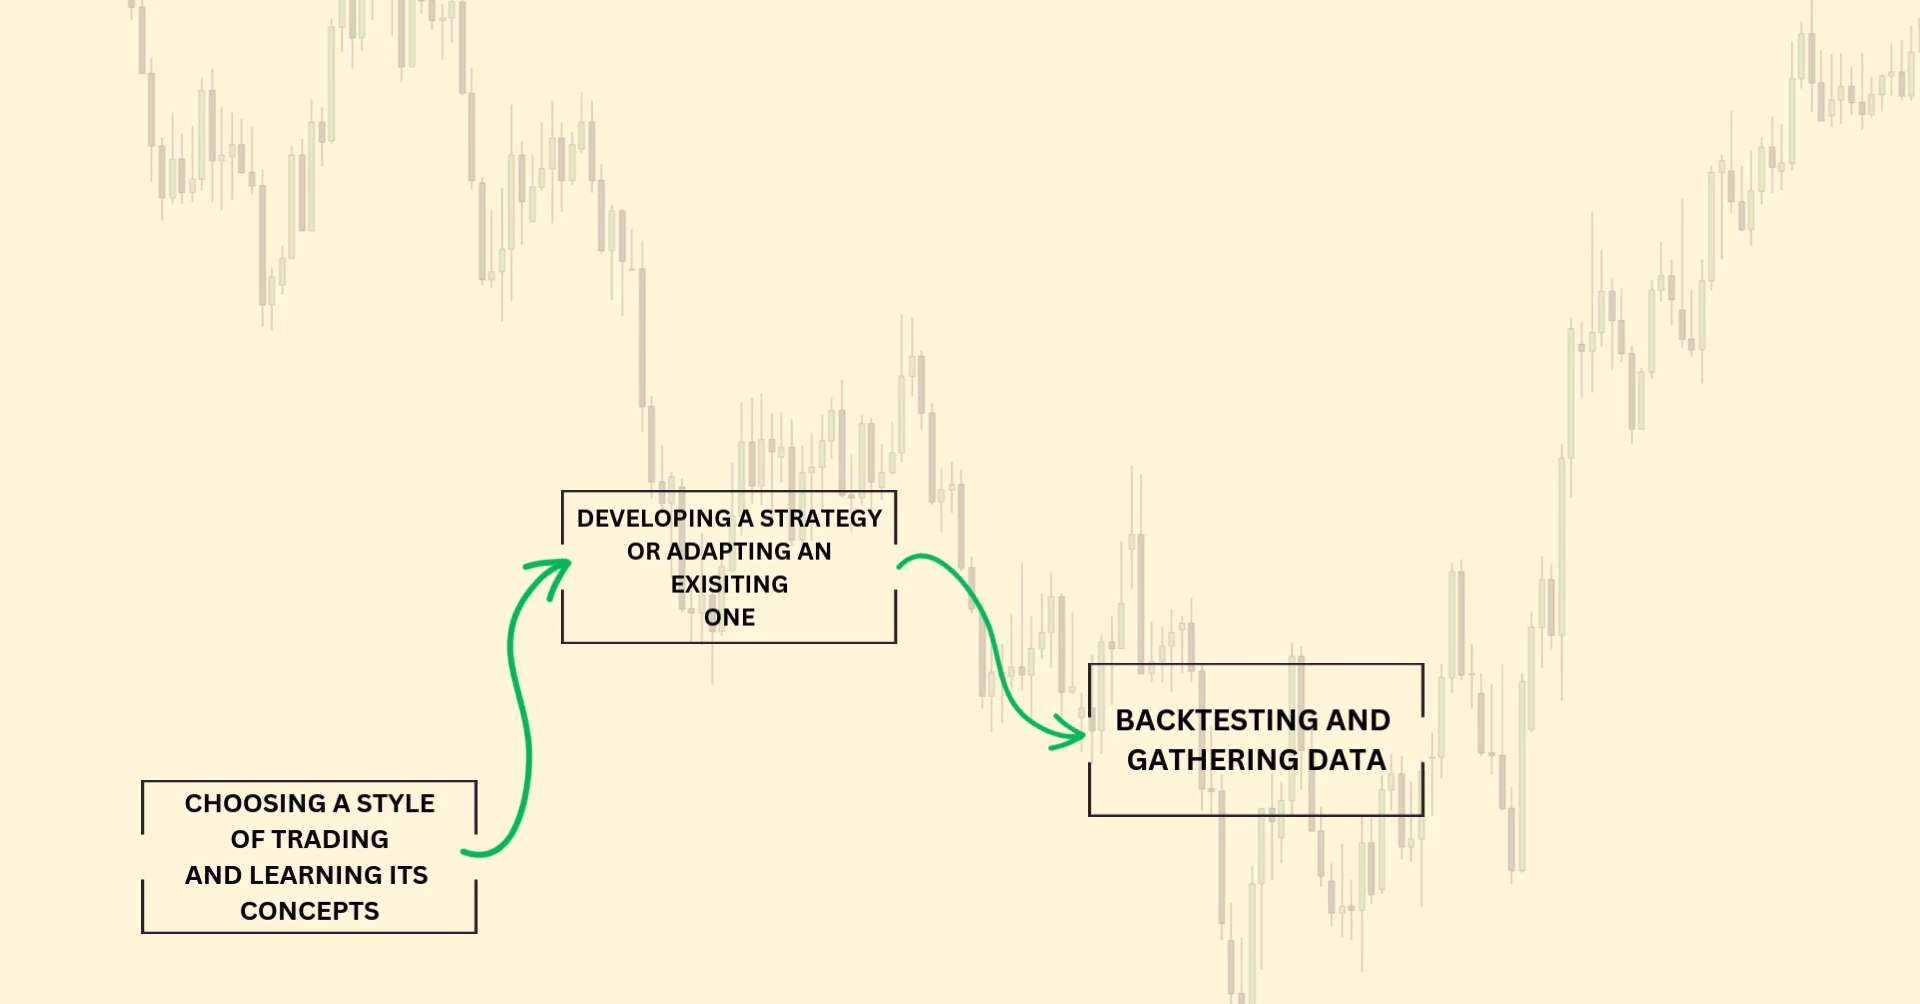 DEVELOPING A STRATEGY
OR ADAPTING AN
EXISITING
ONE
BACKTESTING AND
GATHERING DATA
CHOOSING A STYLE
OF TRADING
AND LEARNING ITS
CONCEPTS